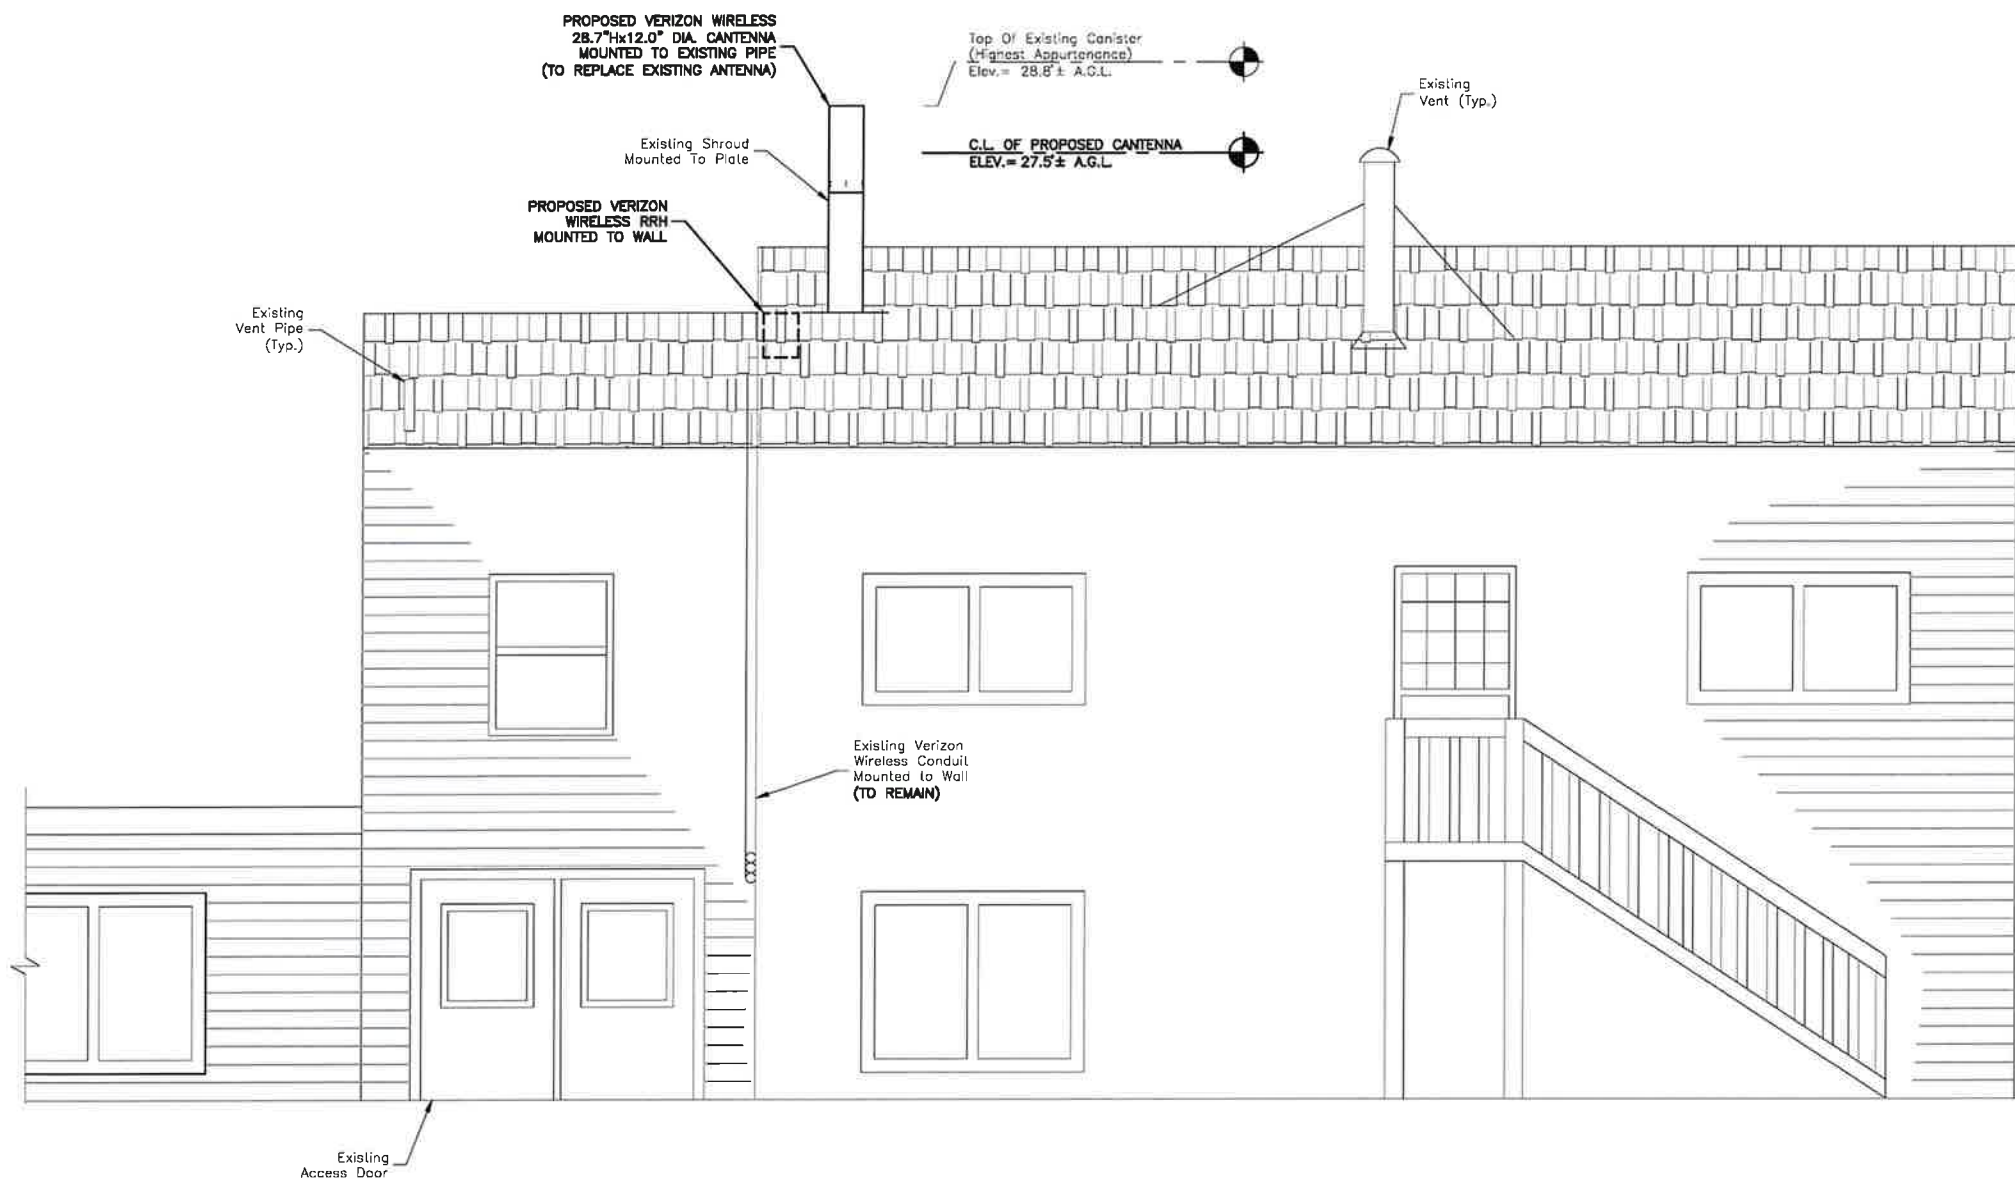 PROPOSED VERIZON WIRELESS
28.7"Hx12.0" DIA. CANTENNA
MOUNTED TO EXISTING PIPE
(TO REPLACE EXISTING ANTENNA)
Top Of Existing Canister
(Highest Appurtenance)
Elev.= 28.8'± A.G.L.
Existing
Vent (Typ.)
Existing Shroud
Mounted To Plate
C.L. OF PROPOSED CANTENNA
ELEV.= 27.5'± A.G.L.
PROPOSED VERIZON
WIRELESS RRH
MOUNTED TO WALL
Existing
Vent Pipe
(Typ.)
Existing Verizon
Wireless Conduit
Mounted to Wall
(TO REMAIN)
Existing
Access Door